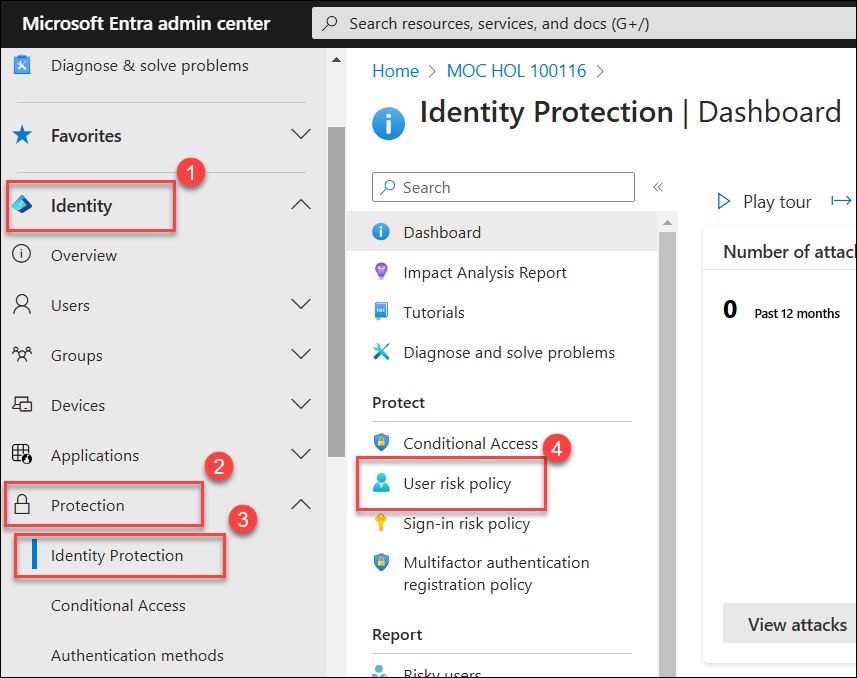 Microsoft Entra admin center
Search resources, services, and docs (G+/)
Diagnose & solve problems
Favorites
1
Identity
Overview
Users
Groups
Devices
Applications
2
Protection
3
Identity Protection
Conditional Access
Authentication methods
Home > MOC HOL 100116 >
Identity Protection | Dashboard
Search
«
Dashboard
Impact Analysis Report
Tutorials
Diagnose and solve problems
Protect
Conditional Access
4
User risk policy
Sign-in risk policy
Multifactor authentication
registration policy
Report
Risky users
Play tour
Number of attac
0 Past 12 months
View attacks